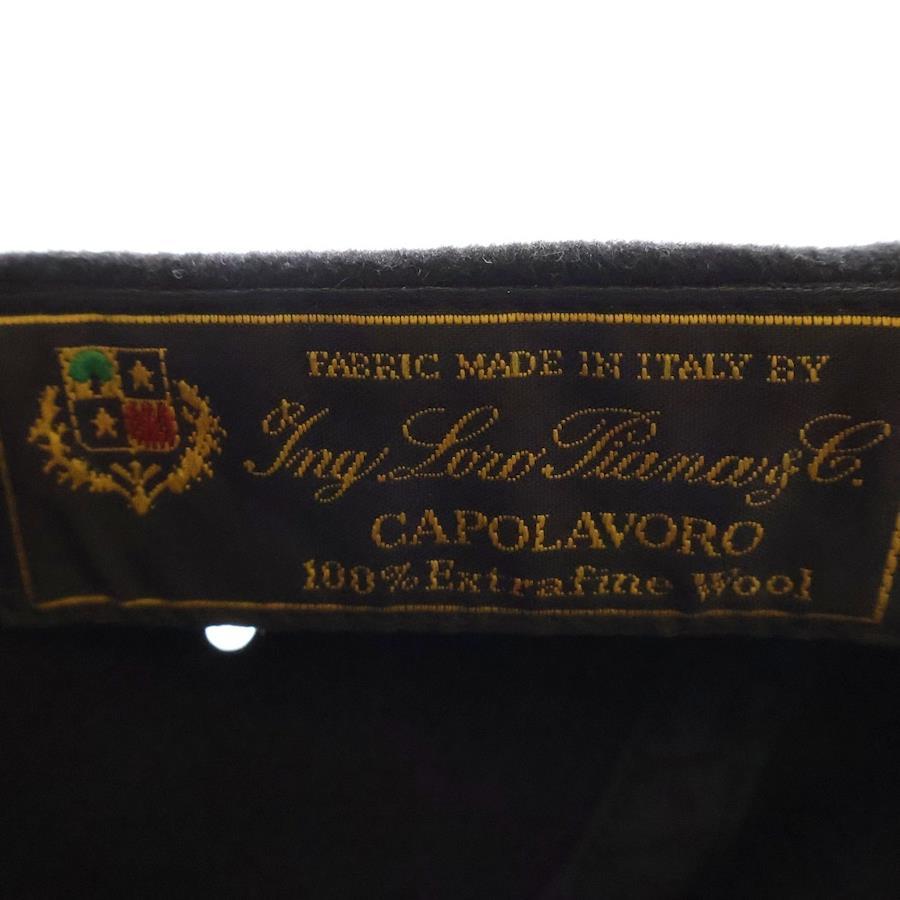 FABRIC MADE IN ITALY BY
Ing. Loro Piana & C.
CAPOLAVORO
100% Extrafine Wool